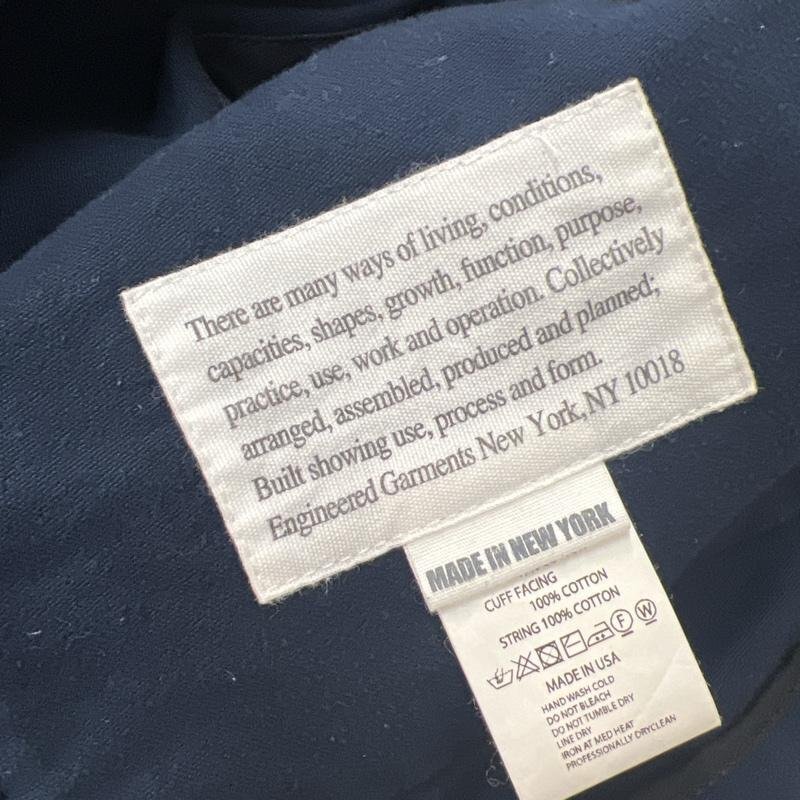 There are many ways of living, conditions,
capacities, shapes, growth, function, purpose,
practice, use, work and operation. Collectively
arranged, assembled, produced and planned;
Built showing use, process and form.
Engineered Garments New York, NY 10018
MADE IN NEW YORK
CUFF FACING
100% COTTON
STRING 100% COTTON
F W
MADE IN USA
HAND WASH COLD
DO NOT BLEACH
DO NOT TUMBLE DRY
LINE DRY
IRON AT MED HEAT
PROFESSIONALLY DRYCLEAN